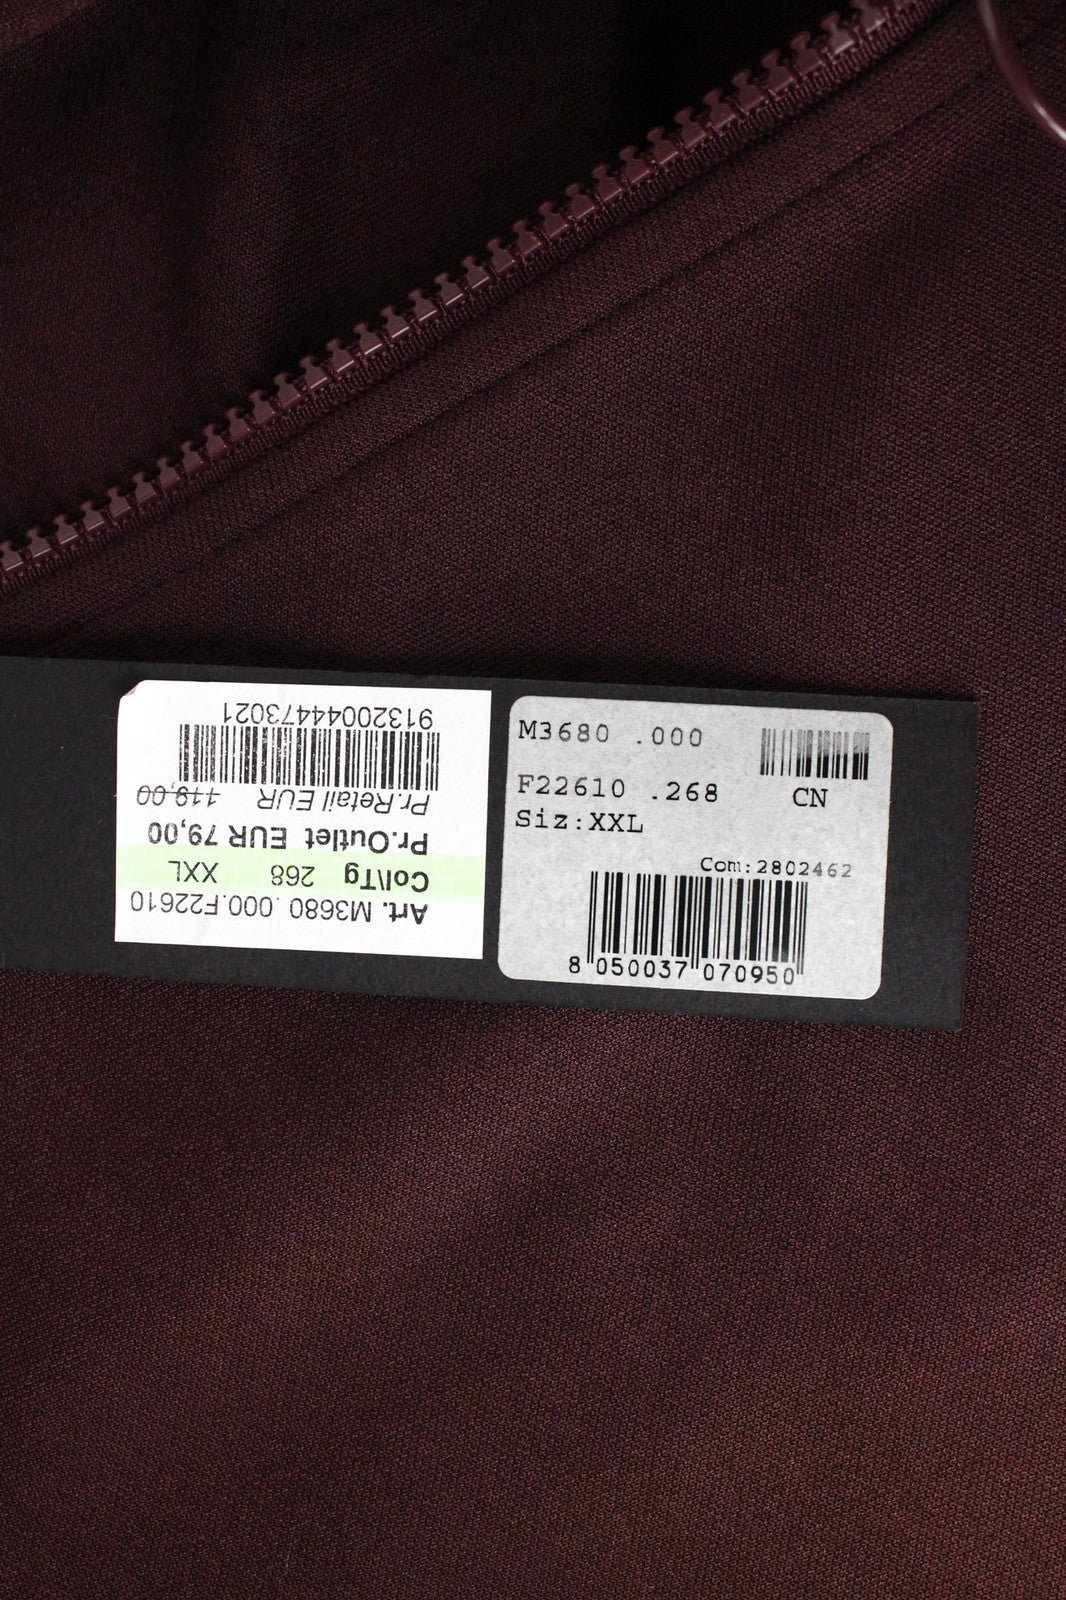 91320044473021
Pr.Retail EUR 119,00
Pr.Outlet EUR 79,00
Col\Tg 268 XXL
Art. M3680 .000.F22610
M3680 .000
CN
F22610 .268
Siz:XXL
Com:2802462
8 050037 070950